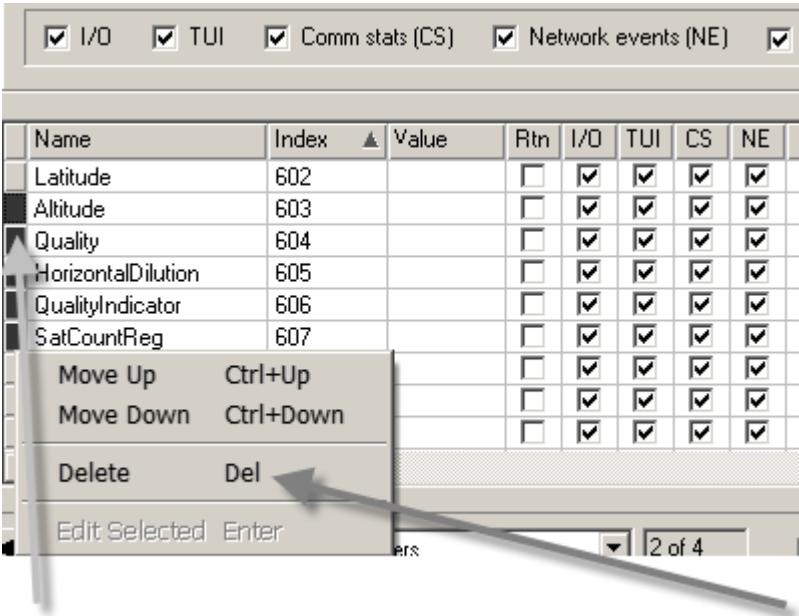 I/O TUI Comm stats (CS) Network events (NE)
Name Index Value Rtn I/O TUI CS NE
Latitude 602
Altitude 603
Quality 604
HorizontalDilution 605
QualityIndicator 606
SatCountReg 607
Move Up Ctrl+Up
Move Down Ctrl+Down
Delete Del
Edit Selected Enter
ers 2 of 4